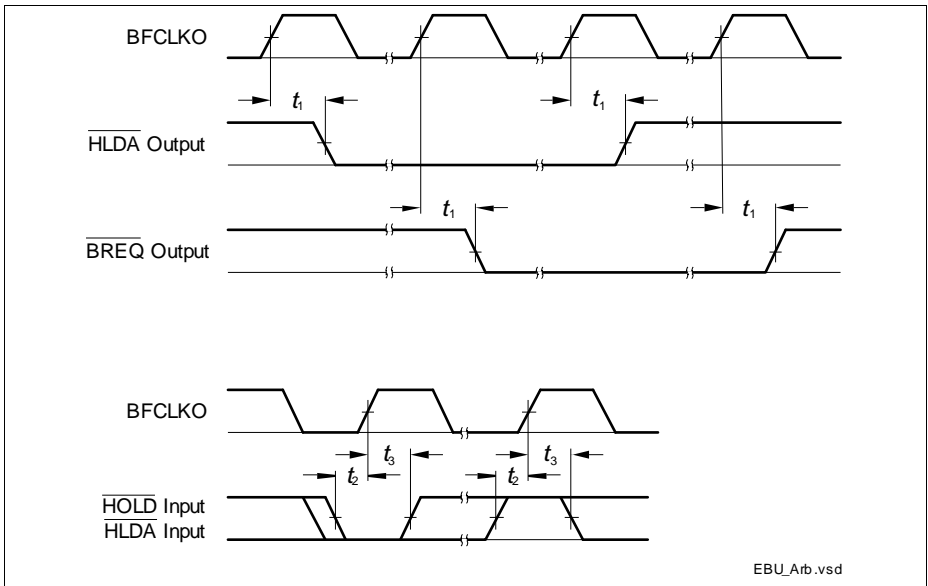 BFCLKO
t1 t1
HLDA Output
t1 t1
BREQ Output
BFCLKO
t3 t3
t2 t2
HOLD Input
HLDA Input
EBU_Arb.vsd